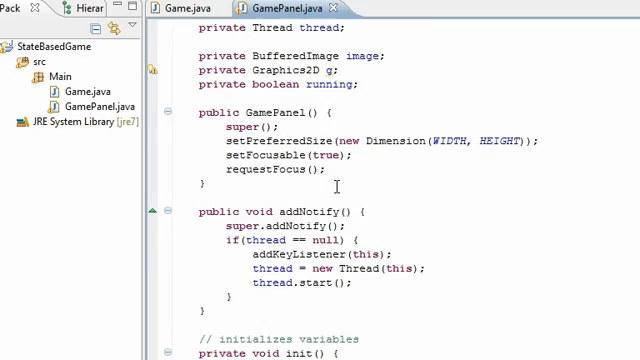 Pack
Hierar
StateBasedGame
src
Main
Game.java
GamePanel.java
JRE System Library [jre7]
Game.java
GamePanel.java
private Thread thread;
private BufferedImage image;
private Graphics2D g;
private boolean running;
public GamePanel() {
super();
setPreferredSize(new Dimension(WIDTH, HEIGHT));
setFocusable(true);
requestFocus();
}
public void addNotify() {
super.addNotify();
if(thread == null) {
addKeyListener(this);
thread = new Thread(this);
thread.start();
}
}
// initializes variables
private void init() {